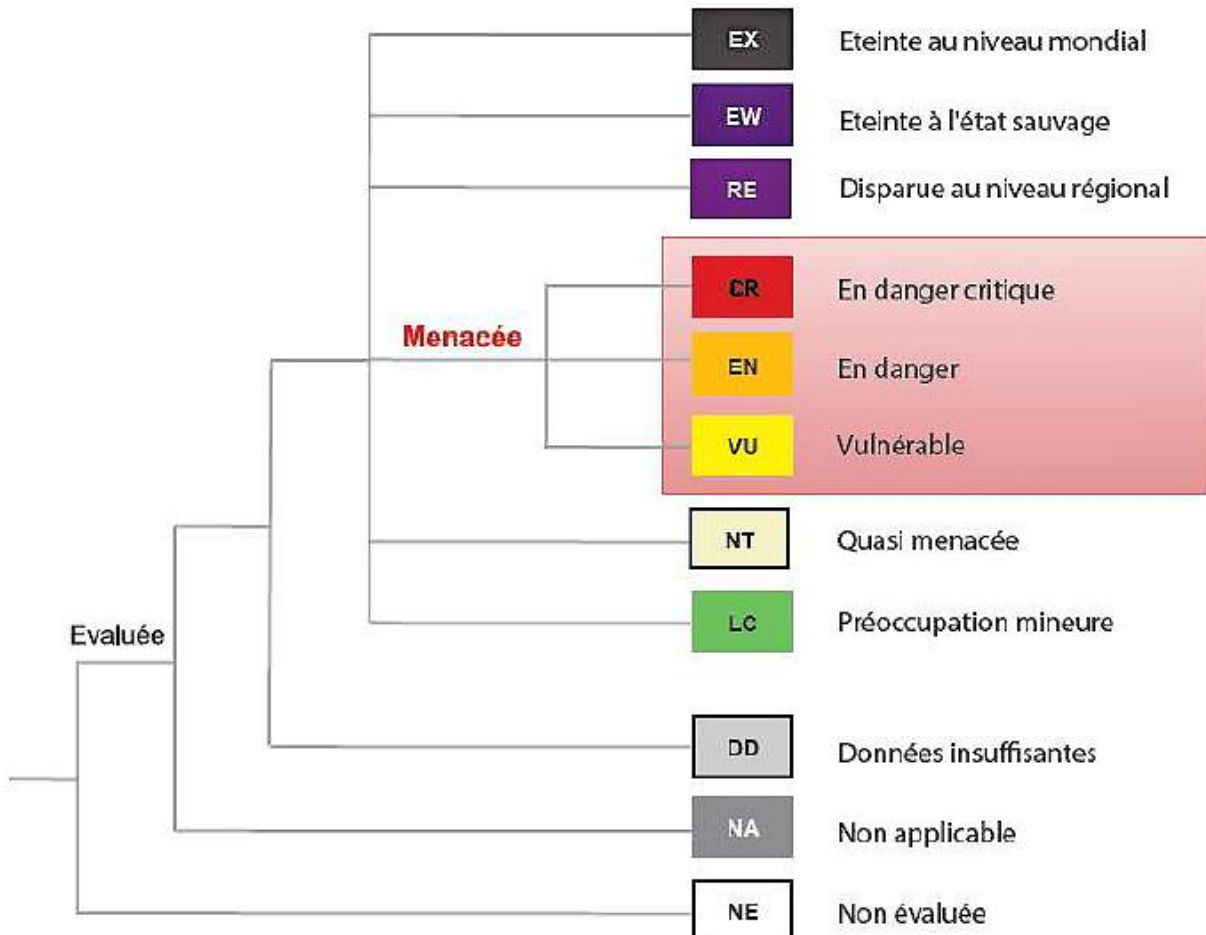 EX Eteinte au niveau mondial
EW Eteinte à l'état sauvage
RE Disparue au niveau régional
CR En danger critique
Menacée
EN En danger
VU Vulnérable
NT Quasi menacée
LC Préoccupation mineure
Evaluée
DD Données insuffisantes
NA Non applicable
NE Non évaluée